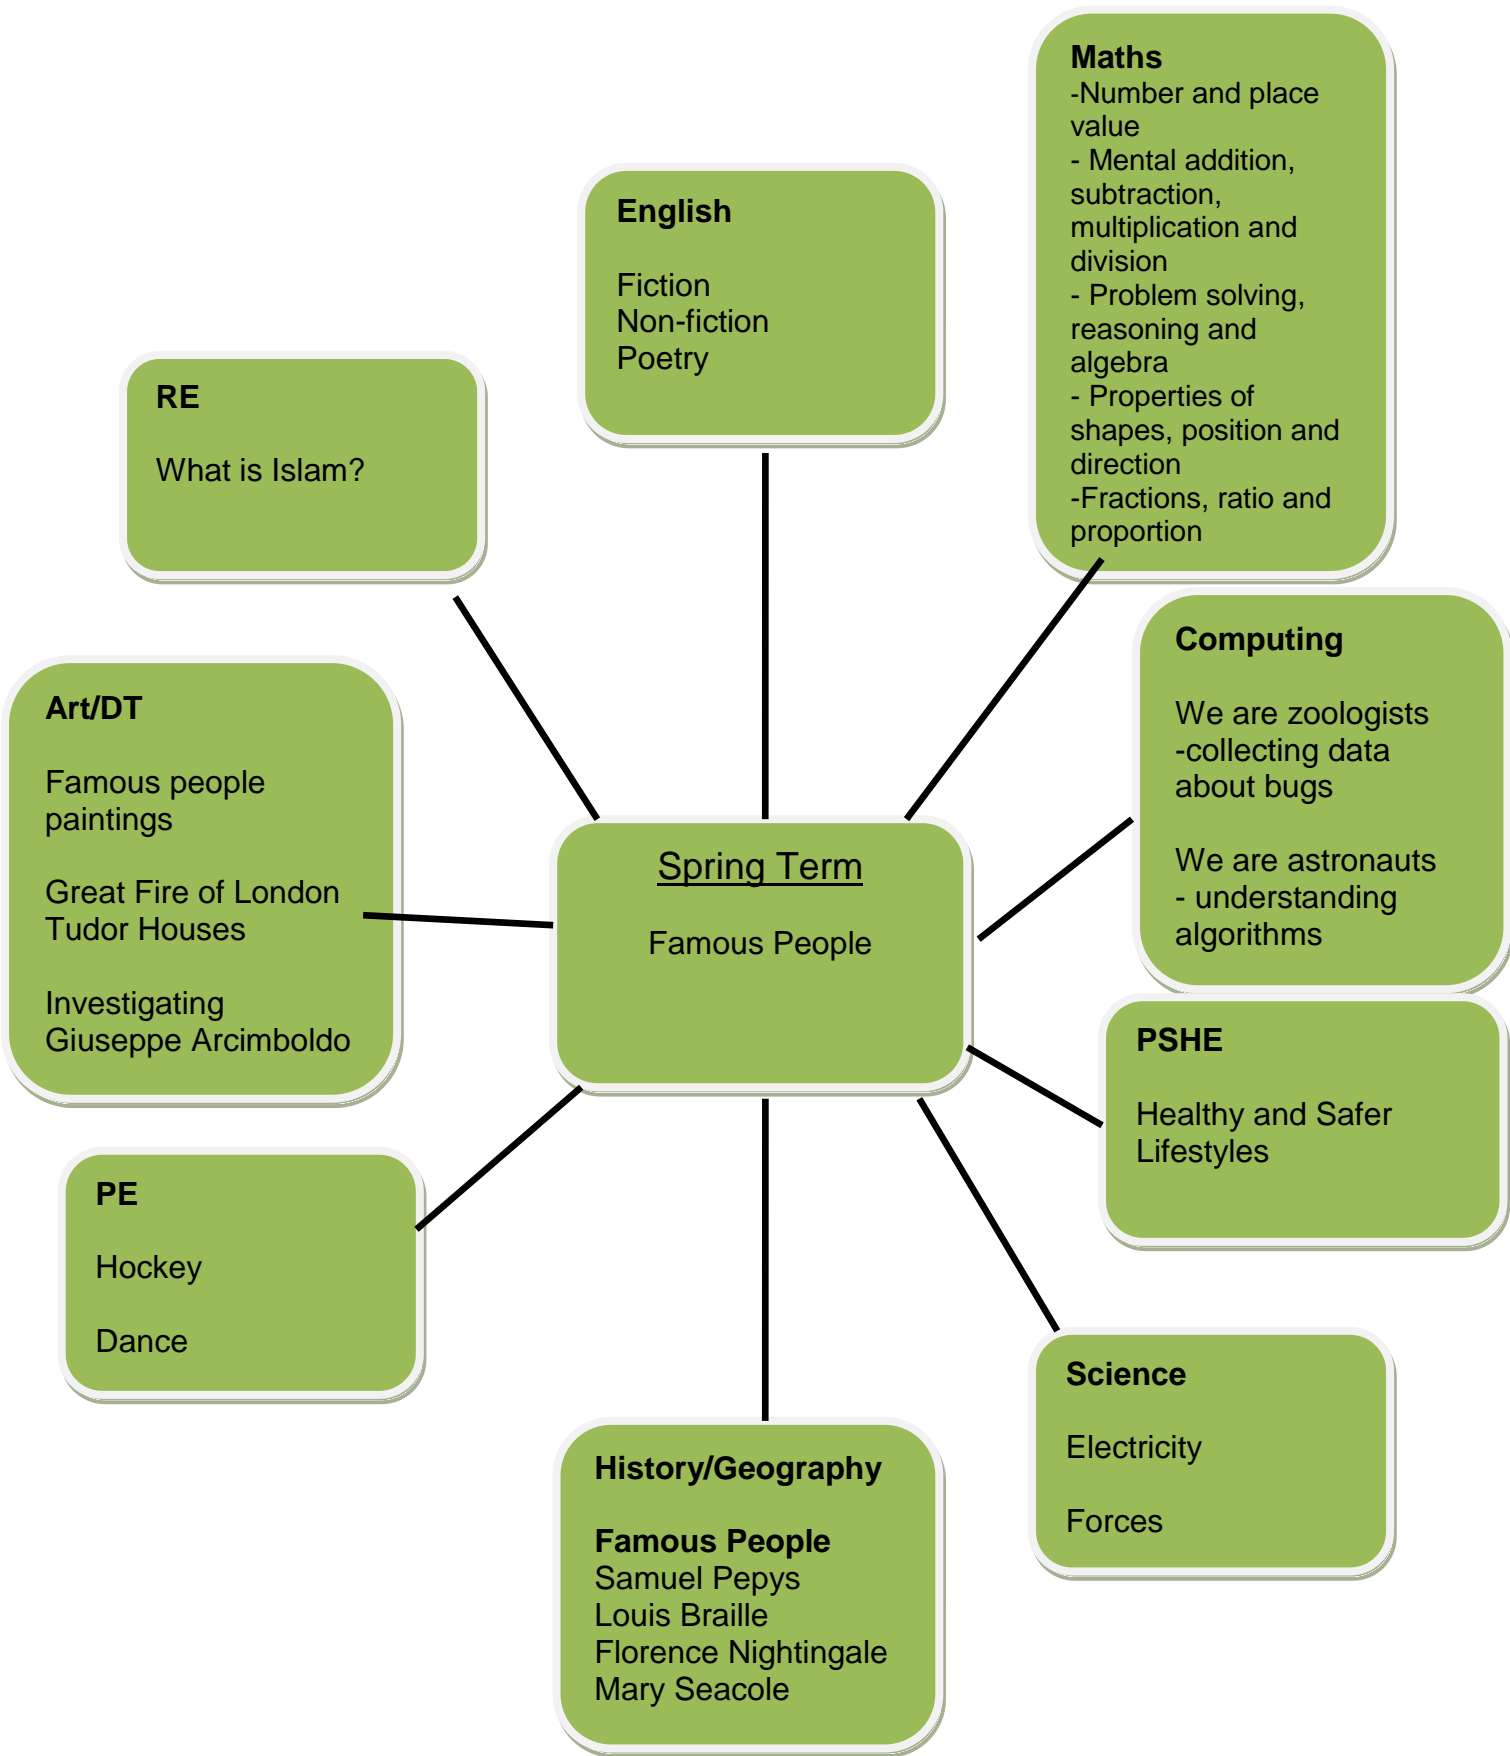 Maths
-Number and place
value
- Mental addition,
subtraction,
multiplication and
division
- Problem solving,
reasoning and
algebra
- Properties of
shapes, position and
direction
-Fractions, ratio and
proportion
English
Fiction
Non-fiction
Poetry
RE
What is Islam?
Computing
We are zoologists
-collecting data
about bugs
We are astronauts
- understanding
algorithms
Art/DT
Famous people
paintings
Great Fire of London
Tudor Houses
Investigating
Giuseppe Arcimboldo
Spring Term
Famous People
PSHE
Healthy and Safer
Lifestyles
PE
Hockey
Dance
Science
Electricity
Forces
History/Geography
Famous People
Samuel Pepys
Louis Braille
Florence Nightingale
Mary Seacole